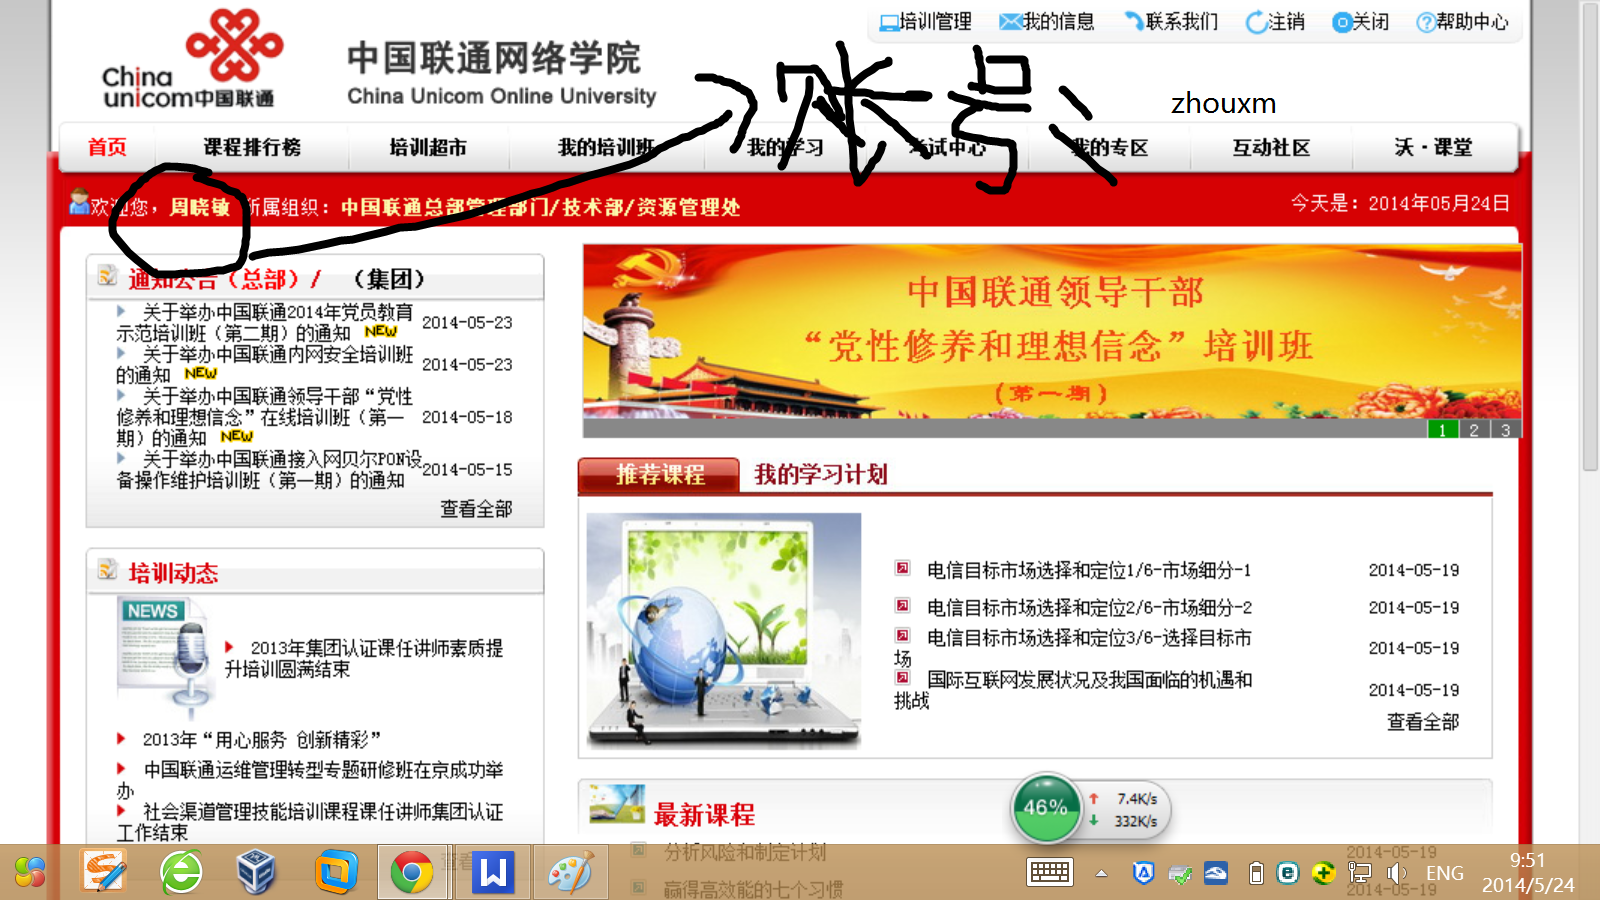 培训管理 我的信息 联系我们 注销 关闭 帮助中心
China unicom中国联通
中国联通网络学院
China Unicom Online University
账号:
zhouxm
首页 课程排行榜 培训超市 我的培训班 我的学习 考试中心 我的专区 互动社区 沃·课堂
欢迎您，周晓敏 所属组织：中国联通总部管理部门/技术部/资源管理处
今天是：2014年05月24日
通知公告（总部）/ （集团）
关于举办中国联通2014年党员教育
示范培训班（第二期）的通知 NEW 2014-05-23
关于举办中国联通内网安全培训班
的通知 NEW 2014-05-23
关于举办中国联通领导干部“党性
修养和理想信念”在线培训班（第一
期）的通知 NEW 2014-05-18
关于举办中国联通接入网贝尔PON设
备操作维护培训班（第一期）的通知 2014-05-15
查看全部
中国联通领导干部
“党性修养和理想信念”培训班
（第一期）
1 2 3
推荐课程 我的学习计划
电信目标市场选择和定位1/6-市场细分-1 2014-05-19
电信目标市场选择和定位2/6-市场细分-2 2014-05-19
电信目标市场选择和定位3/6-选择目标市
场 2014-05-19
国际互联网发展状况及我国面临的机遇和
挑战 2014-05-19
查看全部
培训动态
NEWS
2013年集团认证课任讲师素质提
升培训圆满结束
2013年“用心服务 创新精彩”
中国联通运维管理转型专题研修班在京成功举
办
社会渠道管理技能培训课程课任讲师集团认证
工作结束
查看
最新课程
46% 7.4K/s
332K/s
分析风险和制定计划 2014-05-19
赢得高效能的七个习惯 2014-05-19
ENG
9:51
2014/5/24